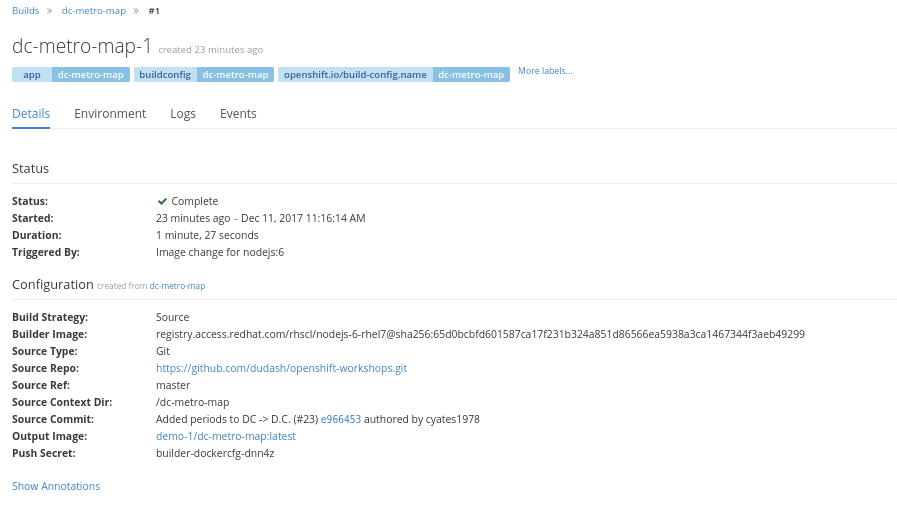 Builds » dc-metro-map » #1
dc-metro-map-1 created 23 minutes ago
app dc-metro-map buildconfig dc-metro-map openshift.io/build-config.name dc-metro-map More labels...
Details Environment Logs Events
Status
Status: Complete
Started: 23 minutes ago – Dec 11, 2017 11:16:14 AM
Duration: 1 minute, 27 seconds
Triggered By: Image change for nodejs:6
Configuration created from dc-metro-map
Build Strategy: Source
Builder Image: registry.access.redhat.com/rhscl/nodejs-6-rhel7@sha256:65d0bcbfd601587ca17f231b324a851d86566ea5938a3ca1467344f3aeb49299
Source Type: Git
Source Repo: https://github.com/dudash/openshift-workshops.git
Source Ref: master
Source Context Dir: /dc-metro-map
Source Commit: Added periods to DC -> D.C. (#23) e966453 authored by cyates1978
Output Image: demo-1/dc-metro-map:latest
Push Secret: builder-dockercfg-dnn4z
Show Annotations